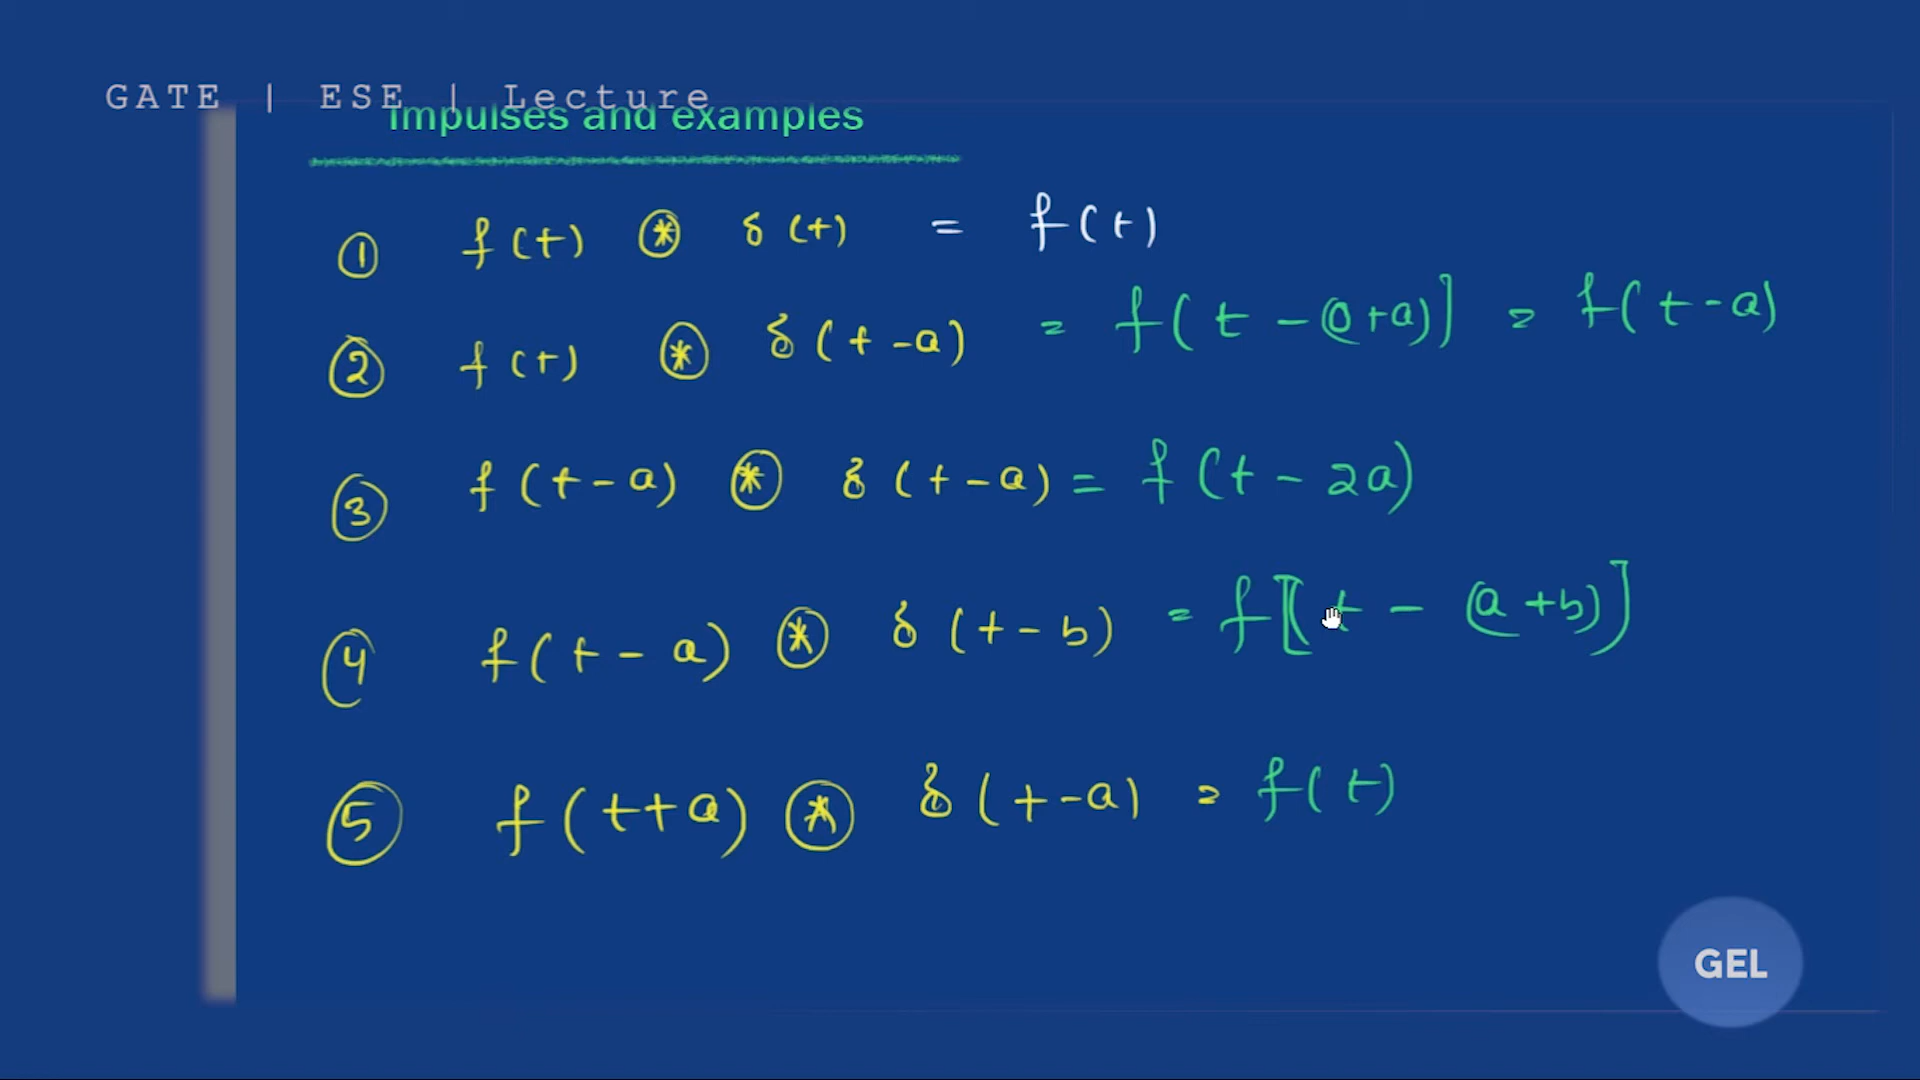 GATE | ESE | Lecture
Impulses and examples
① f(t) ⊛ δ(t) = f(t)
② f(t) ⊛ δ(t-a) = f(t-(0+a)] = f(t-a)
③ f(t-a) ⊛ δ(t-a) = f(t-2a)
④ f(t-a) ⊛ δ(t-b) = f[t-(a+b)]
⑤ f(t+a) ⊛ δ(t-a) = f(t)
GEL